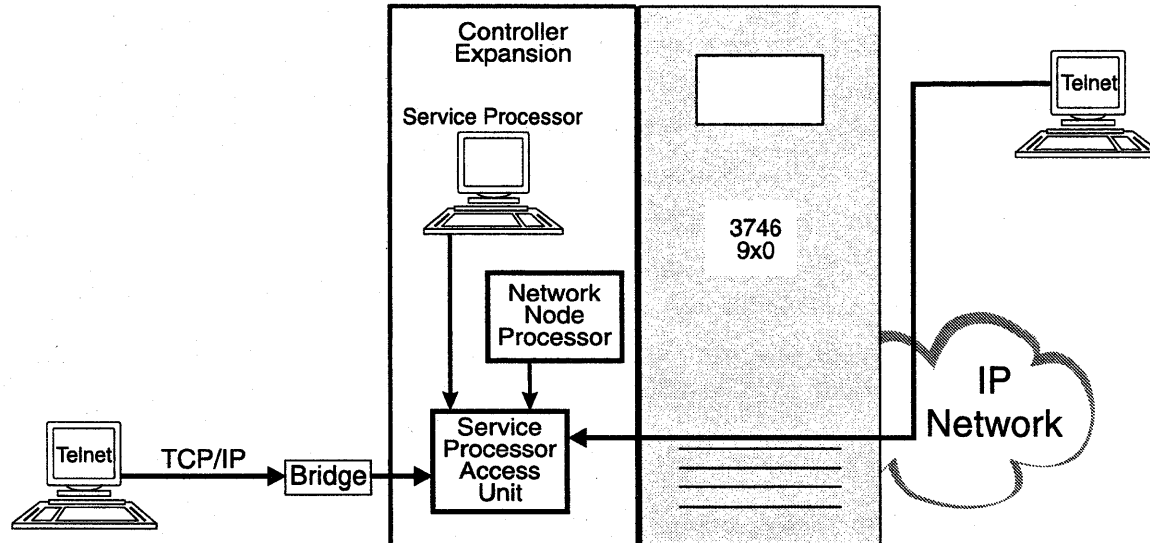 Controller
Expansion
Service Processor
Telnet
3746
9x0
Network
Node
Processor
IP
Network
Service
Processor
Access
Unit
Telnet
TCP/IP
Bridge